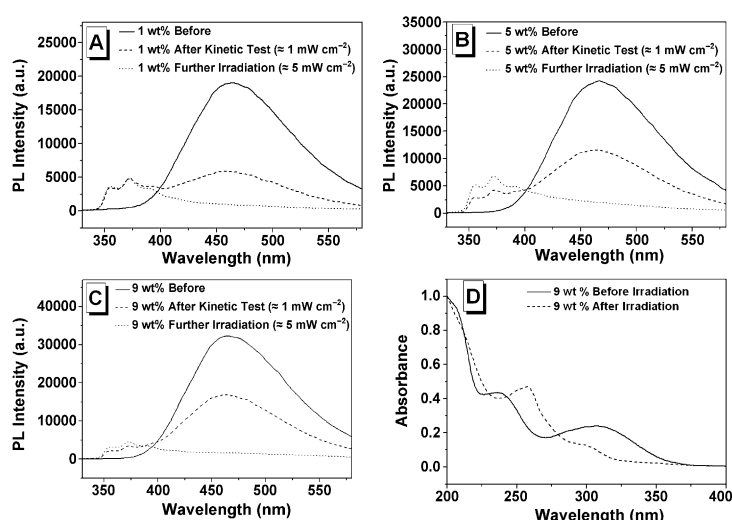 A
1 wt% Before
1 wt% After Kinetic Test (≈ 1 mW cm⁻²)
1 wt% Further Irradiation (≈ 5 mW cm⁻²)
PL Intensity (a.u.)
25000
20000
15000
10000
5000
0
350 400 450 500 550
Wavelength (nm)
B
5 wt% Before
5 wt% After Kinetic Test (≈ 1 mW cm⁻²)
5 wt% Further Irradiation (≈ 5 mW cm⁻²)
PL Intensity (a.u.)
35000
30000
25000
20000
15000
10000
5000
0
350 400 450 500 550
Wavelength (nm)
C
9 wt% Before
9 wt% After Kinetic Test (≈ 1 mW cm⁻²)
9 wt% Further Irradiation (≈ 5 mW cm⁻²)
PL Intensity (a.u.)
40000
30000
20000
10000
0
350 400 450 500 550
Wavelength (nm)
D
9 wt % Before Irradiation
9 wt % After Irradiation
Absorbance
1.0
0.8
0.6
0.4
0.2
0.0
200 250 300 350 400
Wavelength (nm)